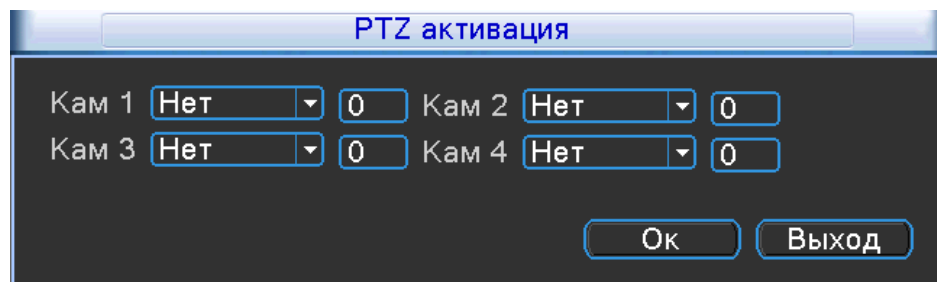 PTZ активация
Кам 1 Нет 0 Кам 2 Нет 0
Кам 3 Нет 0 Кам 4 Нет 0
Ок Выход